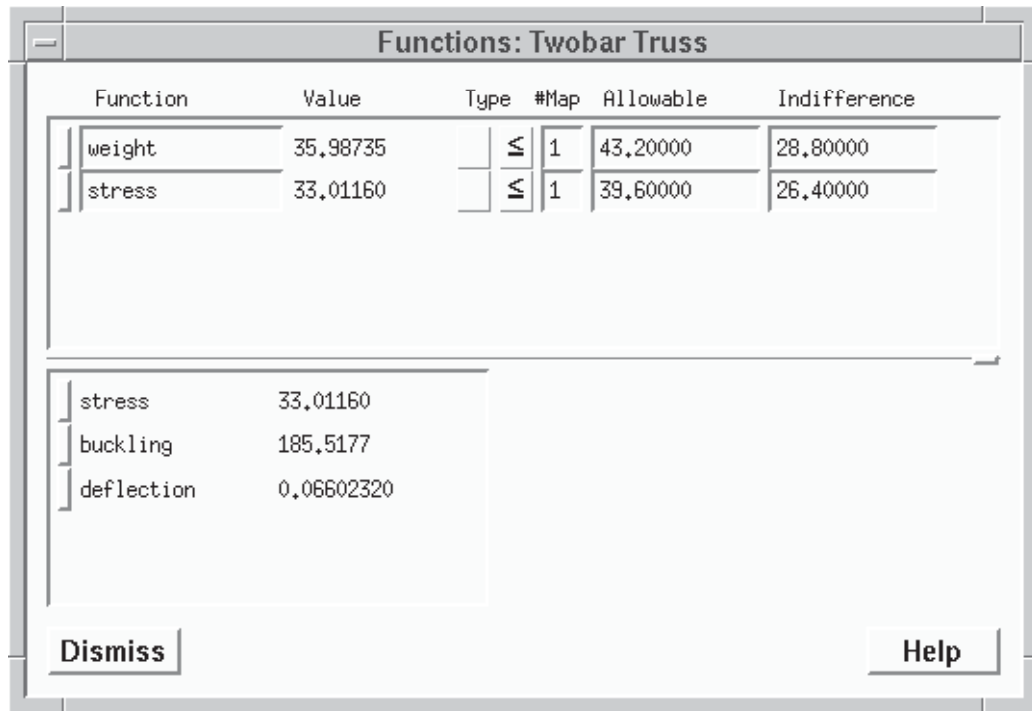 Functions: Twobar Truss
Function Value Type #Map Allowable Indifference
weight 35.98735 ≤ 1 43.20000 28.80000
stress 33.01160 ≤ 1 39.60000 26.40000
stress 33.01160
buckling 185.5177
deflection 0.06602320
Dismiss Help